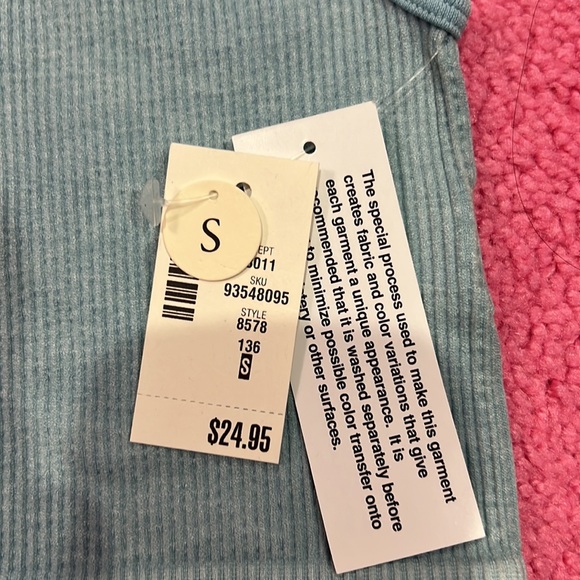 S
011
SKU
93548095
STYLE
8578
136
S
$24.95
The special process used to make this garment
creates fabric and color variations that give
each garment a unique appearance. It is
recommended that it is washed separately before
to minimize possible color transfer onto
or other surfaces.